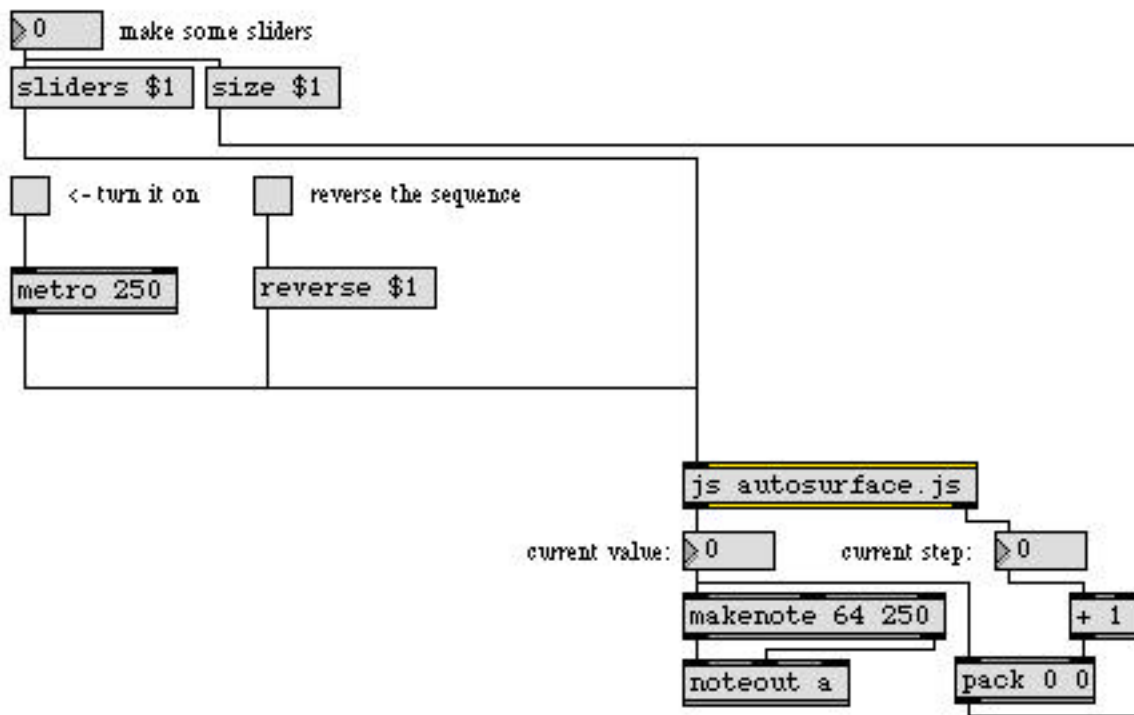 0 make some sliders
sliders $1 size $1
<- turn it on reverse the sequence
metro 250 reverse $1
js autosurface.js
current value: 0 current step: 0
makenote 64 250 + 1
noteout a pack 0 0